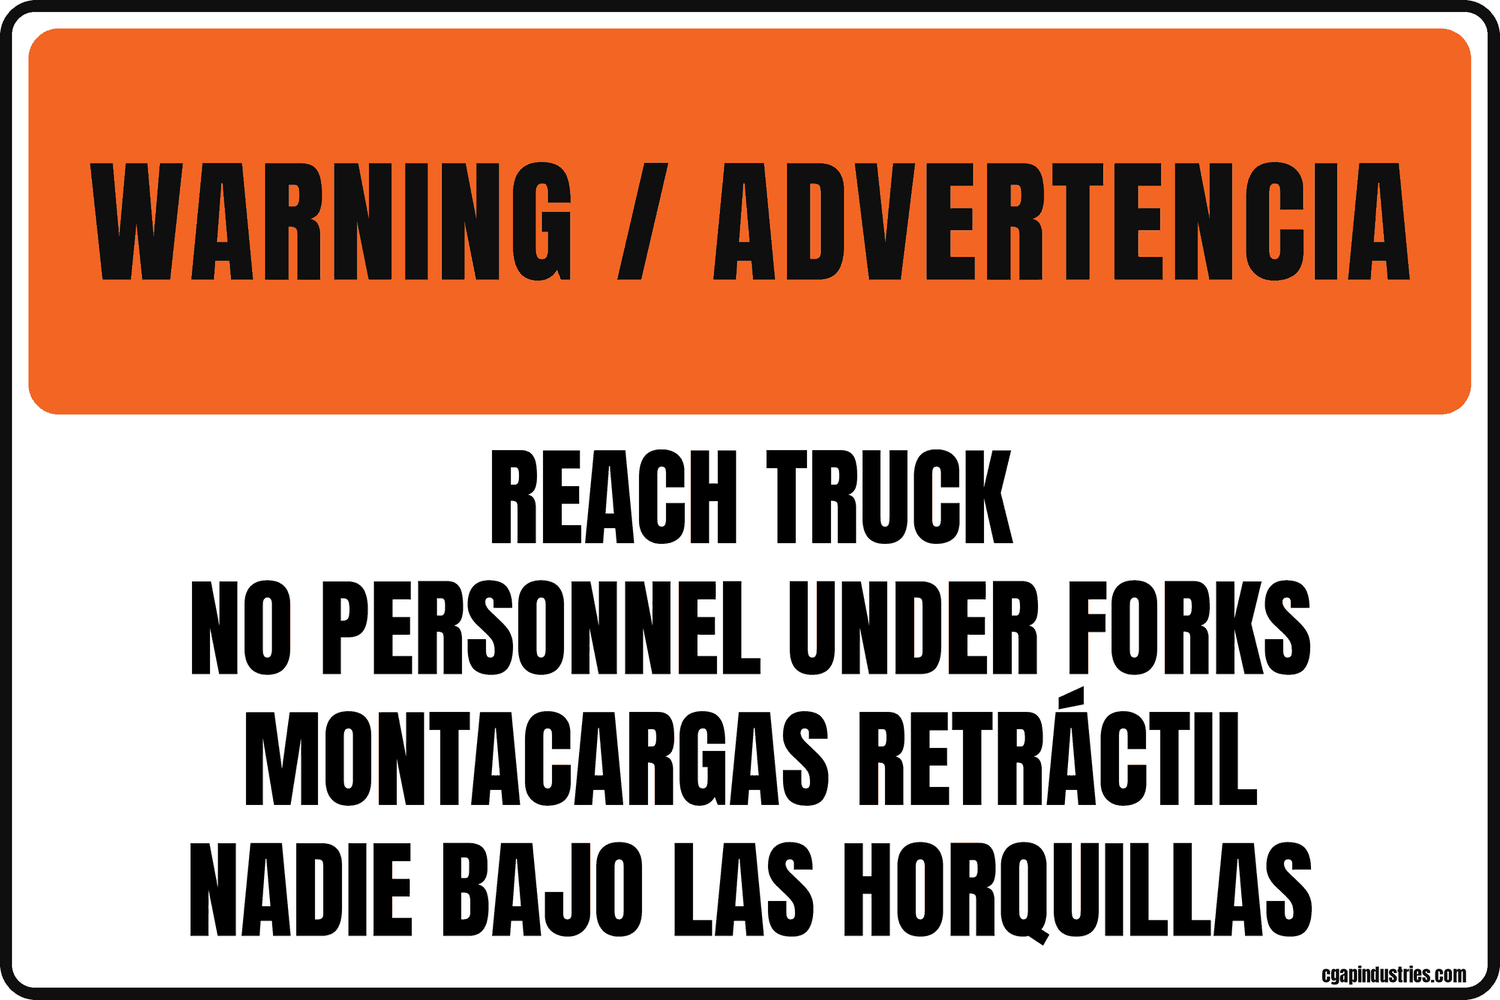 WARNING / ADVERTENCIA
REACH TRUCK
NO PERSONNEL UNDER FORKS
MONTACARGAS RETRÁCTIL
NADIE BAJO LAS HORQUILLAS
cgapindustries.com